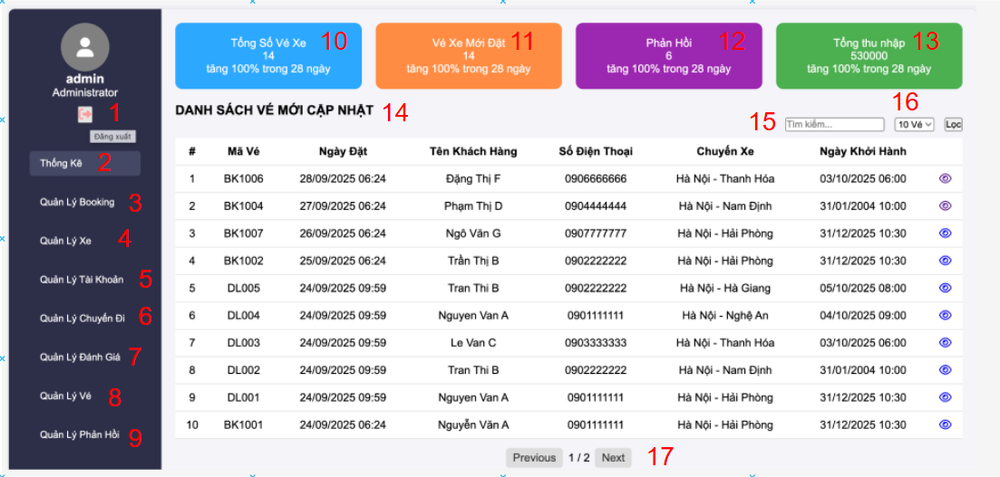 admin
Administrator
1
Đăng xuất
Thống Kê 2
Quản Lý Booking 3
Quản Lý Xe 4
Quản Lý Tài Khoản 5
Quản Lý Chuyến Đi 6
Quản Lý Đánh Giá 7
Quản Lý Vé 8
Quản Lý Phản Hồi 9
Tổng Số Vé Xe 10
14
tăng 100% trong 28 ngày
Vé Xe Mới Đặt 11
14
tăng 100% trong 28 ngày
Phản Hồi 12
6
tăng 100% trong 28 ngày
Tổng thu nhập 13
530000
tăng 100% trong 28 ngày
DANH SÁCH VÉ MỚI CẬP NHẬT 14
15 Tìm kiếm... 16 10 Vé Lọc
# Mã Vé Ngày Đặt Tên Khách Hàng Số Điện Thoại Chuyến Xe Ngày Khởi Hành
1 BK1006 28/09/2025 06:24 Đặng Thị F 0906666666 Hà Nội - Thanh Hóa 03/10/2025 06:00
2 BK1004 27/09/2025 06:24 Phạm Thị D 0904444444 Hà Nội - Nam Định 31/01/2004 10:00
3 BK1007 26/09/2025 06:24 Ngô Văn G 0907777777 Hà Nội - Hải Phòng 31/12/2025 10:30
4 BK1002 25/09/2025 06:24 Trần Thị B 0902222222 Hà Nội - Hải Phòng 31/12/2025 10:30
5 DL005 24/09/2025 09:59 Tran Thi B 0902222222 Hà Nội - Hà Giang 05/10/2025 08:00
6 DL004 24/09/2025 09:59 Nguyen Van A 0901111111 Hà Nội - Nghệ An 04/10/2025 09:00
7 DL003 24/09/2025 09:59 Le Van C 0903333333 Hà Nội - Thanh Hóa 03/10/2025 06:00
8 DL002 24/09/2025 09:59 Tran Thi B 0902222222 Hà Nội - Nam Định 31/01/2004 10:00
9 DL001 24/09/2025 09:59 Nguyen Van A 0901111111 Hà Nội - Hải Phòng 31/12/2025 10:30
10 BK1001 24/09/2025 06:24 Nguyễn Văn A 0901111111 Hà Nội - Hải Phòng 31/12/2025 10:30
Previous 1 / 2 Next 17